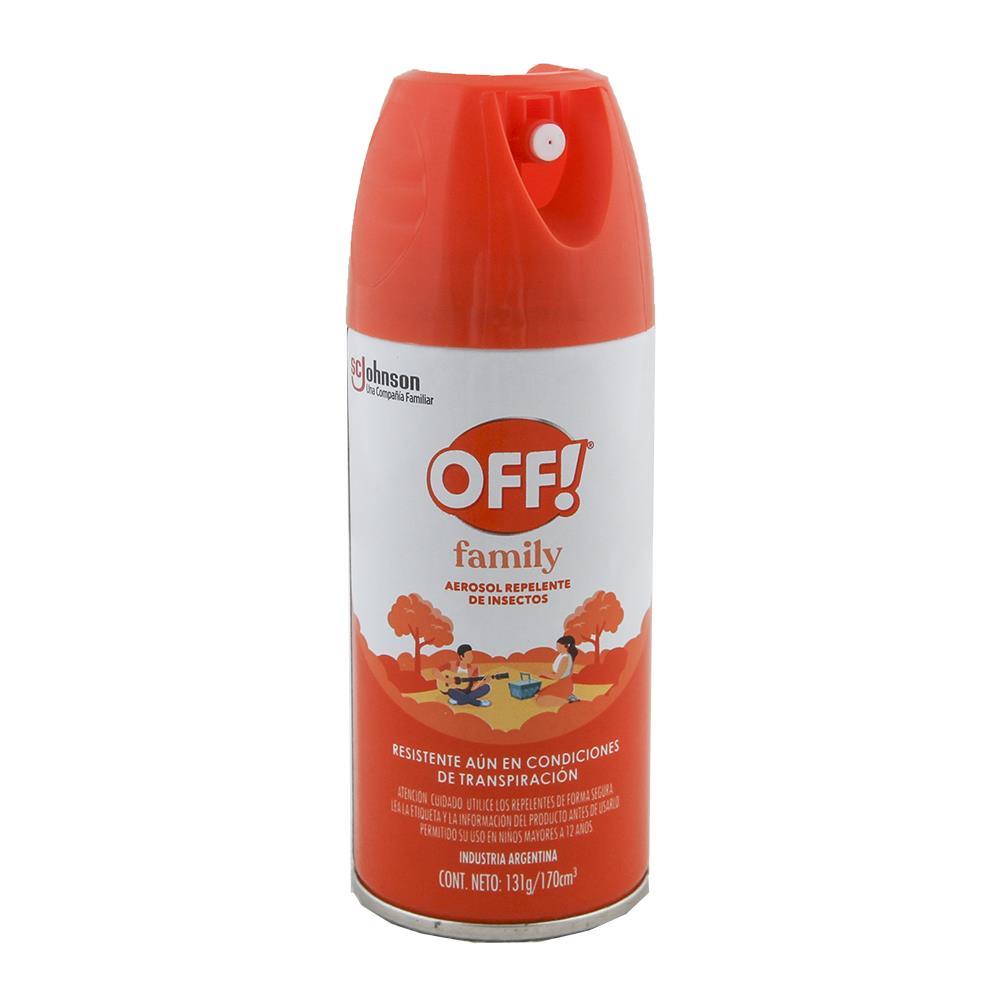 SC Johnson
Una Compañía Familiar
OFF!®
family
AEROSOL REPELENTE
DE INSECTOS
RESISTENTE AÚN EN CONDICIONES
DE TRANSPIRACIÓN
ATENCIÓN CUIDADO UTILICE LOS REPELENTES DE FORMA SEGURA
LEA LA ETIQUETA Y LA INFORMACIÓN DEL PRODUCTO ANTES DE USARLO
PERMITIDO SU USO EN NIÑOS MAYORES A 12 AÑOS
INDUSTRIA ARGENTINA
CONT. NETO: 131g/170cm³